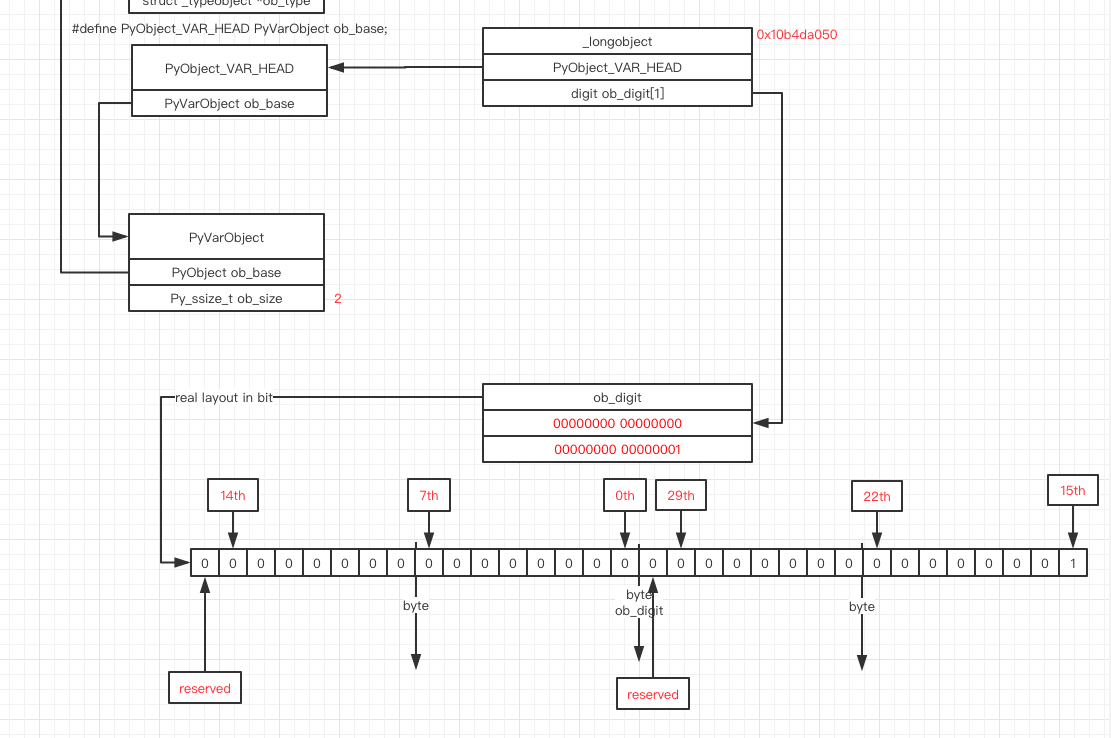 struct _typeobject *ob_type
#define PyObject_VAR_HEAD PyVarObject ob_base;
_longobject
0x10b4da050
PyObject_VAR_HEAD
PyObject_VAR_HEAD
digit ob_digit[1]
PyVarObject ob_base
PyVarObject
PyObject ob_base
Py_ssize_t ob_size
2
real layout in bit
ob_digit
00000000 00000000
00000000 00000001
14th
7th
0th
29th
22th
15th
0 0 0 0 0 0 0 0 0 0 0 0 0 0 0 0 0 0 0 0 0 0 0 0 0 0 0 0 0 0 0 1
byte
byte
ob_digit
byte
reserved
reserved